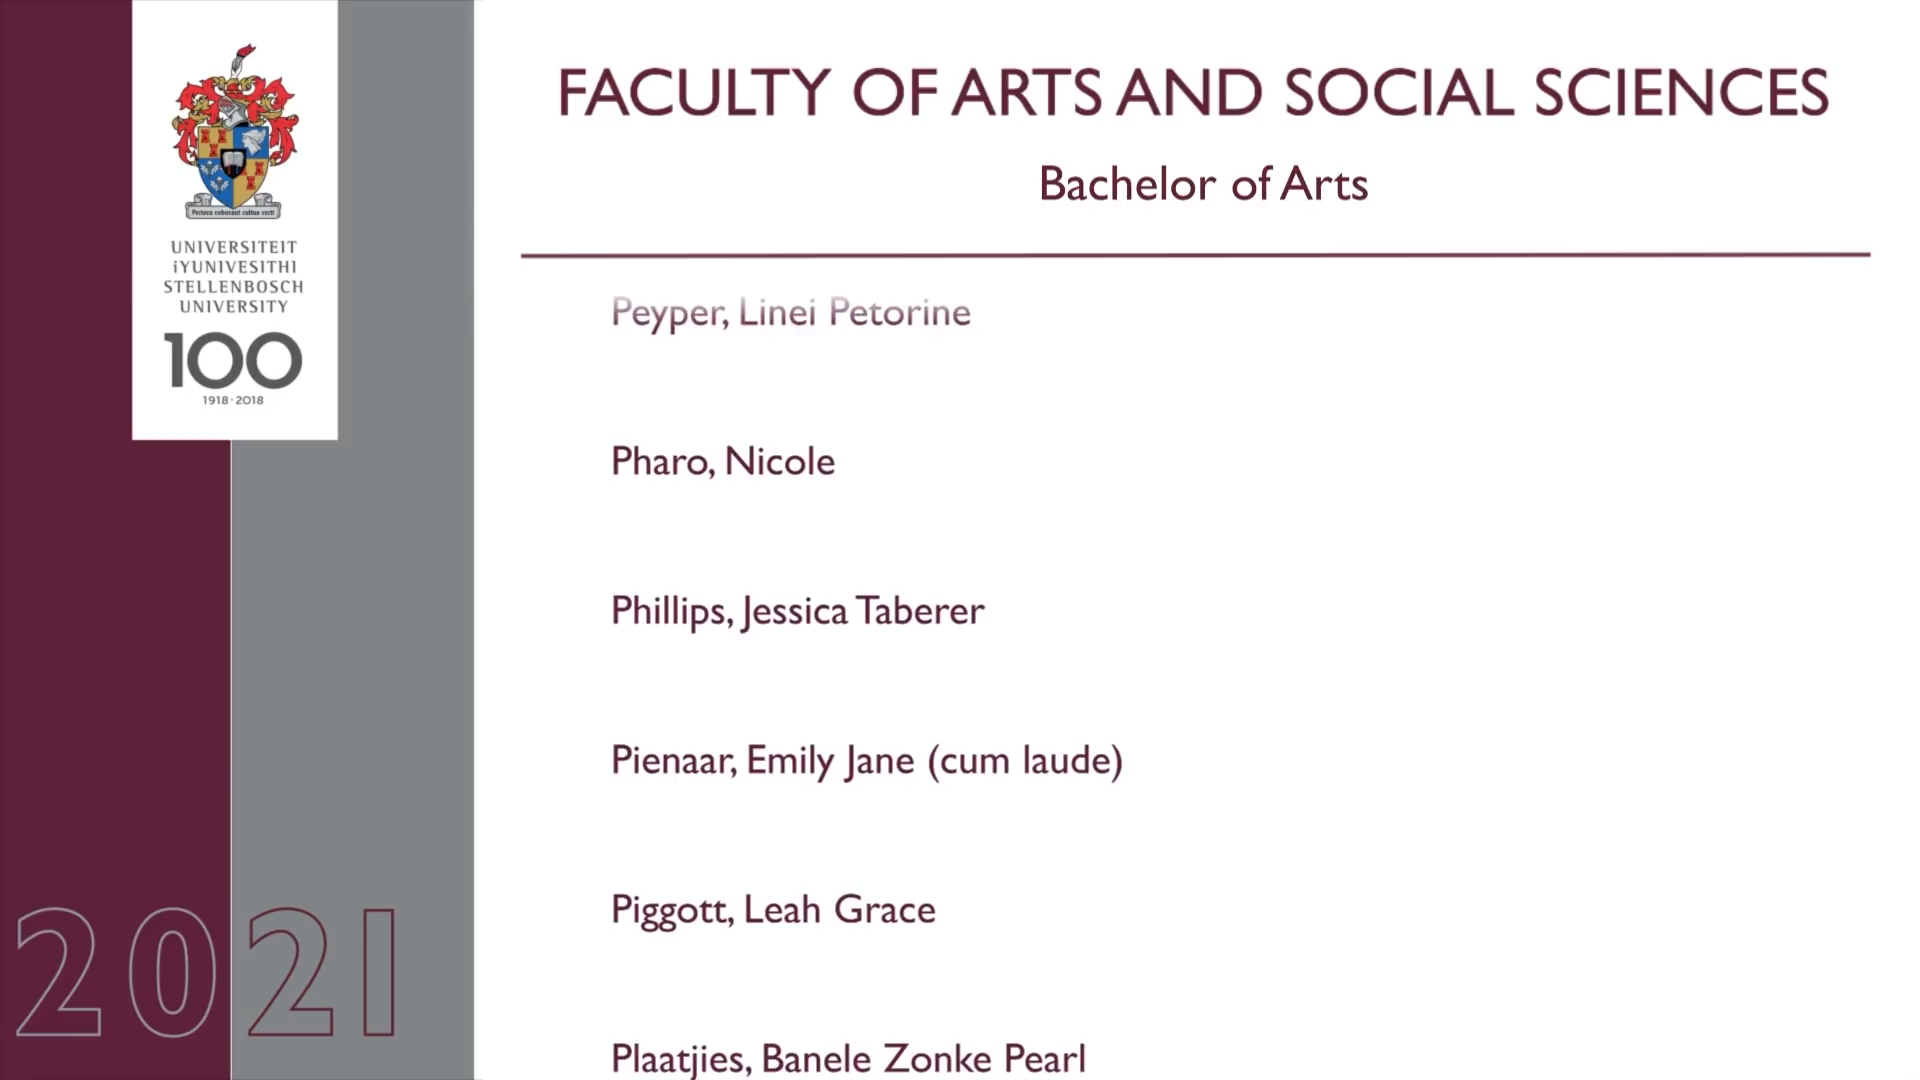 Pectora roborant cultus recti
UNIVERSITEIT
iYUNIVESITHI
STELLENBOSCH
UNIVERSITY
100
1918·2018
2021
FACULTY OF ARTS AND SOCIAL SCIENCES
Bachelor of Arts
Peyper, Linei Petorine
Pharo, Nicole
Phillips, Jessica Taberer
Pienaar, Emily Jane (cum laude)
Piggott, Leah Grace
Plaatjies, Banele Zonke Pearl